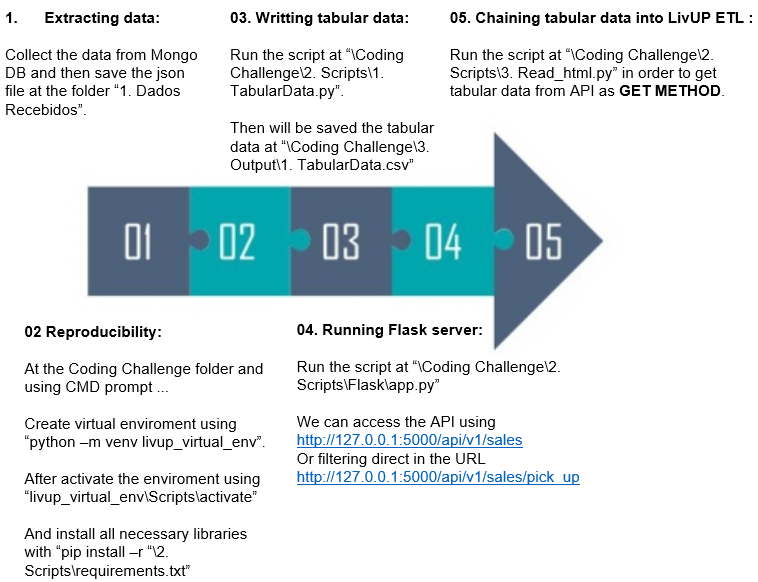 1. Extracting data:
Collect the data from Mongo
DB and then save the json
file at the folder “1. Dados
Recebidos”.
03. Writting tabular data:
Run the script at “\Coding
Challenge\2. Scripts\1.
TabularData.py”.
Then will be saved the tabular
data at “\Coding Challenge\3.
Output\1. TabularData.csv”
05. Chaining tabular data into LivUP ETL :
Run the script at “\Coding Challenge\2.
Scripts\3. Read_html.py” in order to get
tabular data from API as GET METHOD.
01
02
03
04
05
02 Reproducibility:
At the Coding Challenge folder and
using CMD prompt ...
Create virtual enviroment using
“python –m venv livup_virtual_env”.
After activate the enviroment using
“livup_virtual_env\Scripts\activate”
And install all necessary libraries
with “pip install –r “\2.
Scripts\requirements.txt”
04. Running Flask server:
Run the script at “\Coding Challenge\2.
Scripts\Flask\app.py”
We can access the API using
http://127.0.0.1:5000/api/v1/sales
Or filtering direct in the URL
http://127.0.0.1:5000/api/v1/sales/pick_up